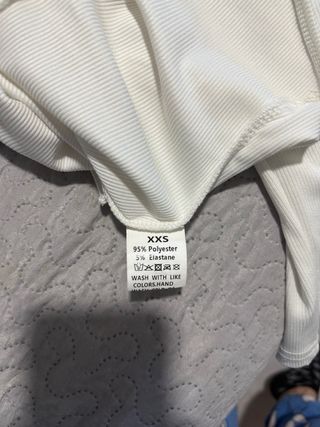 XXS
95% Polyester
5% Elastane
WASH WITH LIKE
COLORS.HAND